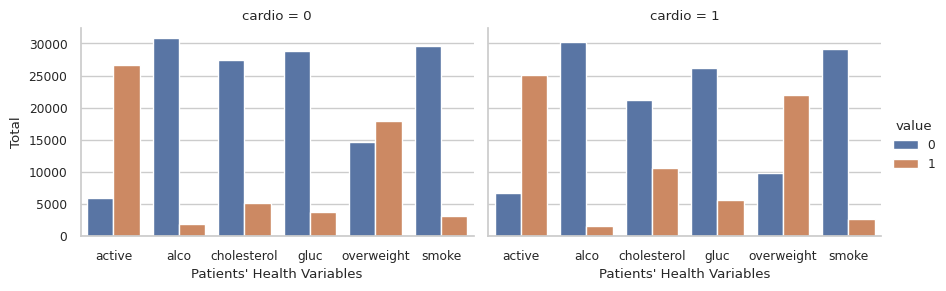 cardio = 0
cardio = 1
Total
30000
25000
20000
15000
10000
5000
0
active alco cholesterol gluc overweight smoke
Patients' Health Variables
active alco cholesterol gluc overweight smoke
Patients' Health Variables
value
0
1